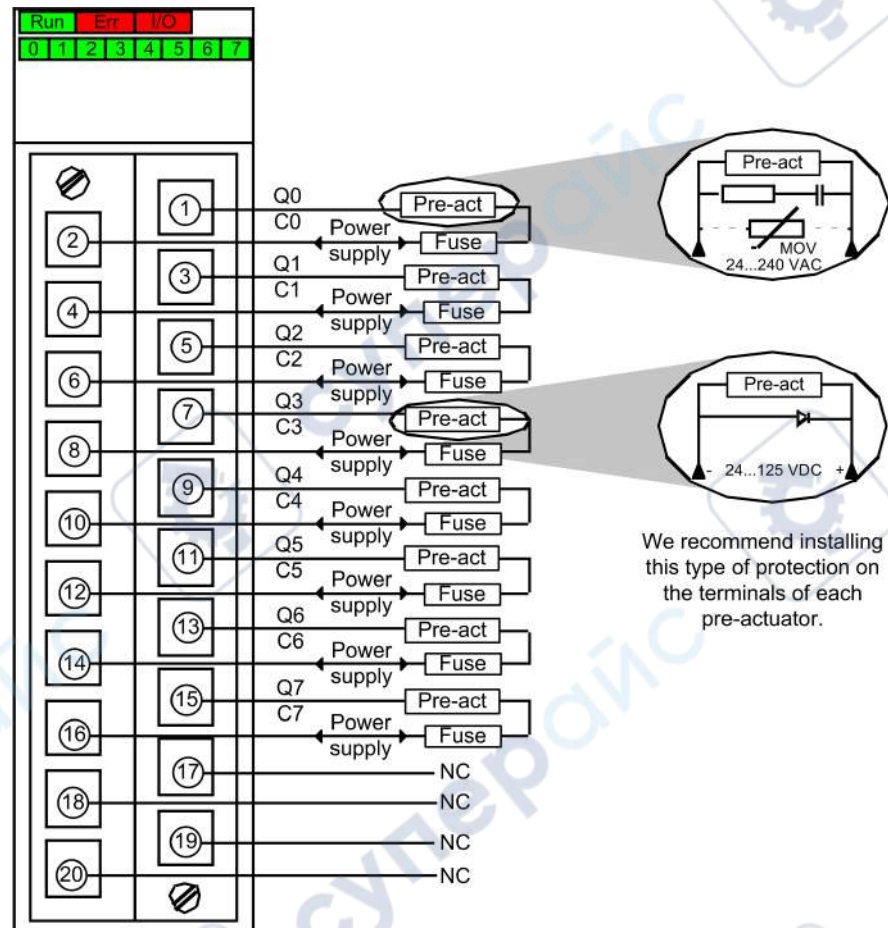 Run Err I/O
0 1 2 3 4 5 6 7
1
2
3
4
5
6
7
8
9
10
11
12
13
14
15
16
17
18
19
20
Q0
C0
Power supply
Pre-act
Fuse
Q1
C1
Power supply
Pre-act
Fuse
Q2
C2
Power supply
Pre-act
Fuse
Q3
C3
Power supply
Pre-act
Fuse
Q4
C4
Power supply
Pre-act
Fuse
Q5
C5
Power supply
Pre-act
Fuse
Q6
C6
Power supply
Pre-act
Fuse
Q7
C7
Power supply
Pre-act
Fuse
NC
NC
NC
NC
Pre-act
MOV
24...240 VAC
Pre-act
- 24...125 VDC +
We recommend installing
this type of protection on
the terminals of each
pre-actuator.
суперайс